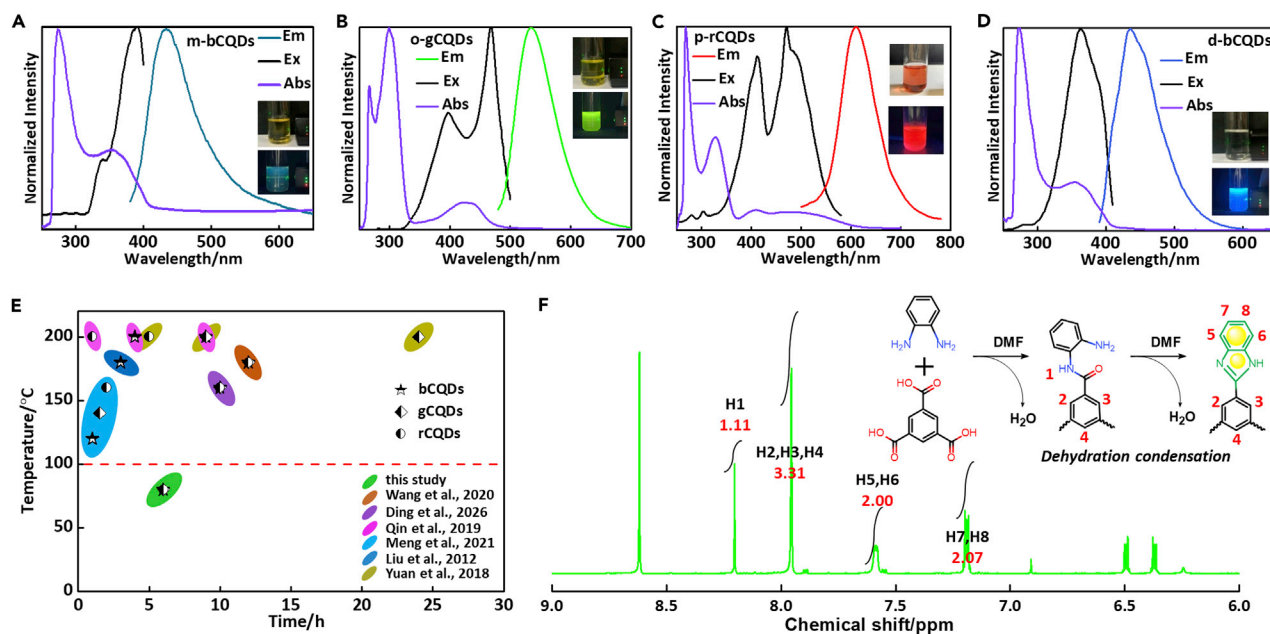 A
m-bCQDs
Em
Ex
Abs
Normalized Intensity
300 400 500 600
Wavelength/nm
B
o-gCQDs
Em
Ex
Abs
Normalized Intensity
300 400 500 600 700
Wavelength/nm
C
p-rCQDs
Em
Ex
Abs
Normalized Intensity
300 400 500 600 700 800
Wavelength/nm
D
d-bCQDs
Em
Ex
Abs
Normalized Intensity
300 400 500 600
Wavelength/nm
E
Temperature/°C
200
150
100
50
0
0 5 10 15 20 25 30
Time/h
bCQDs
gCQDs
rCQDs
this study
Wang et al., 2020
Ding et al., 2026
Qin et al., 2019
Meng et al., 2021
Liu et al., 2012
Yuan et al., 2018
F
H1
1.11
H2,H3,H4
3.31
H5,H6
2.00
H7,H8
2.07
NH₂
NH₂
+
HO
O
OH
O
O
OH
DMF
H₂O
NH₂
1
HN
O
2
3
4
DMF
H₂O
7 8
5 6
N
NH
2 3
4
Dehydration condensation
9.0 8.5 8.0 7.5 7.0 6.5 6.0
Chemical shift/ppm